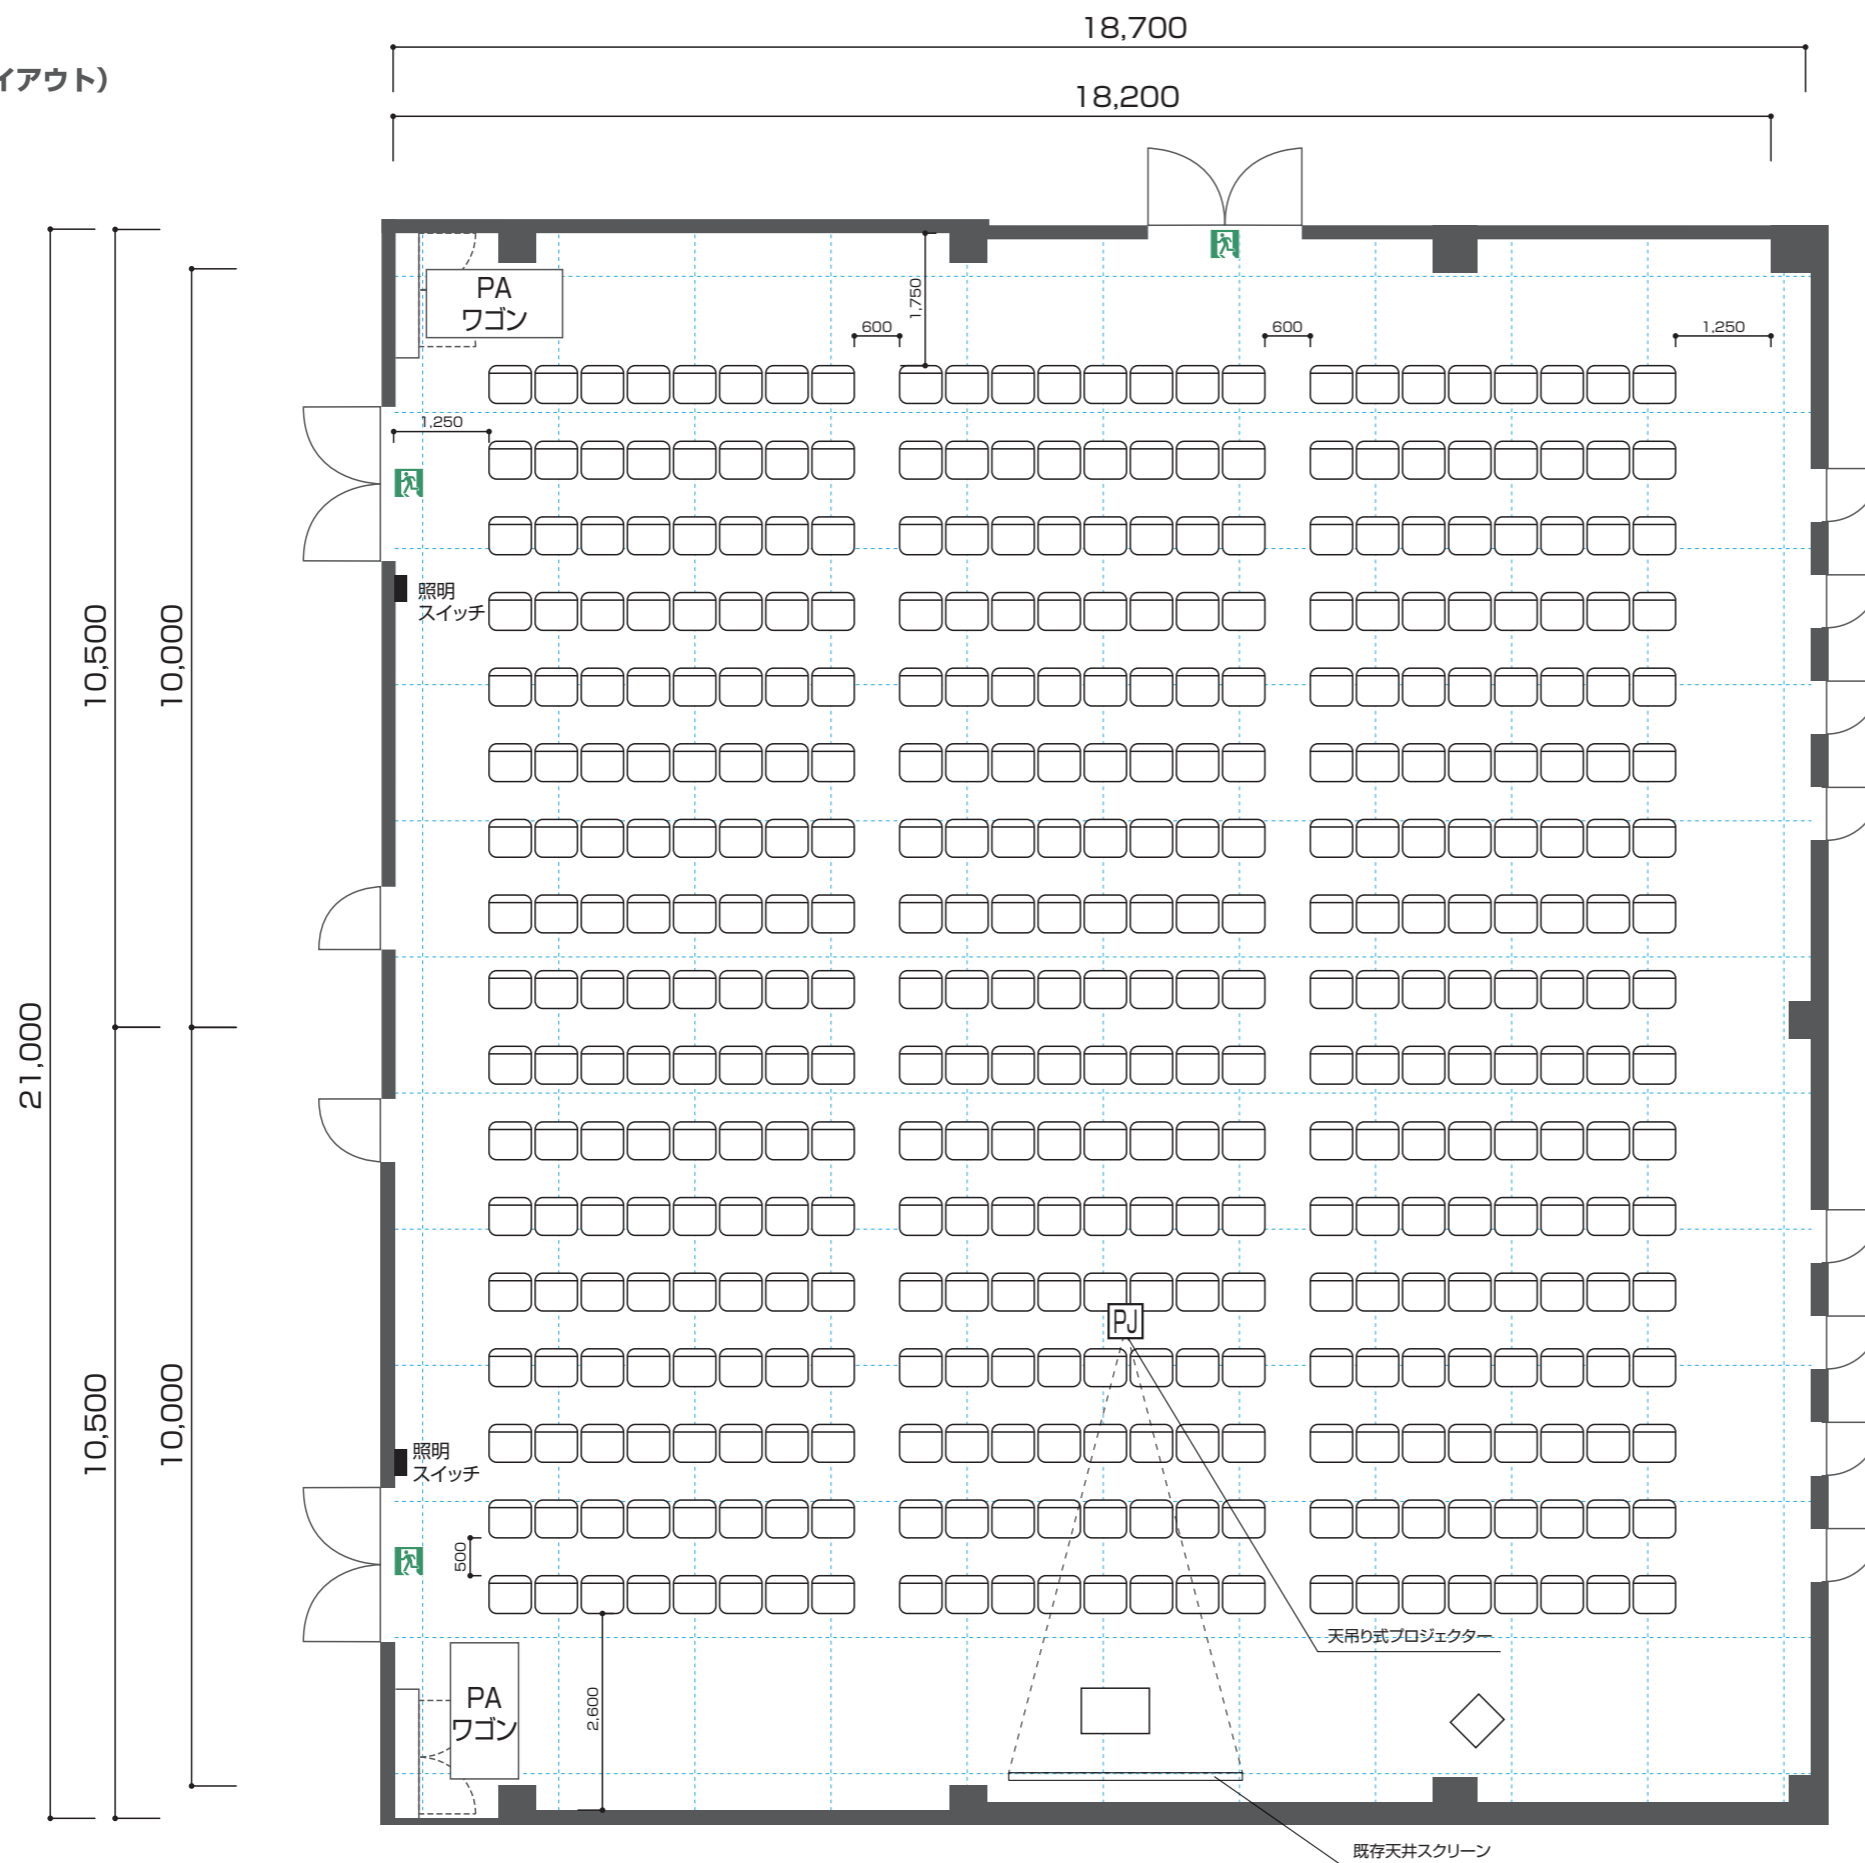 イアウト）
18,700
18,200
PA
ワゴン
1,750
600
600
1,250
1,250
照明
スイッチ
10,500
10,000
21,000
10,500
10,000
PJ
照明
スイッチ
500
天吊り式プロジェクター
2,600
PA
ワゴン
既存天井スクリーン